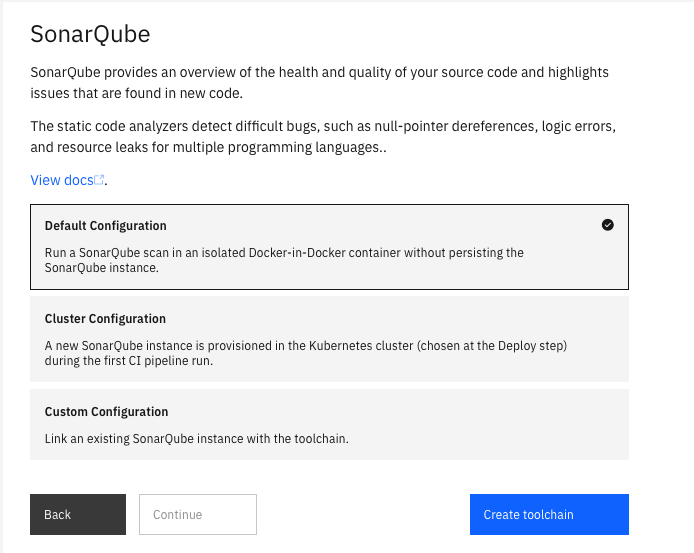 SonarQube
SonarQube provides an overview of the health and quality of your source code and highlights
issues that are found in new code.
The static code analyzers detect difficult bugs, such as null-pointer dereferences, logic errors,
and resource leaks for multiple programming languages..
View docs.
Default Configuration
Run a SonarQube scan in an isolated Docker-in-Docker container without persisting the
SonarQube instance.
Cluster Configuration
A new SonarQube instance is provisioned in the Kubernetes cluster (chosen at the Deploy step)
during the first CI pipeline run.
Custom Configuration
Link an existing SonarQube instance with the toolchain.
Back
Continue
Create toolchain